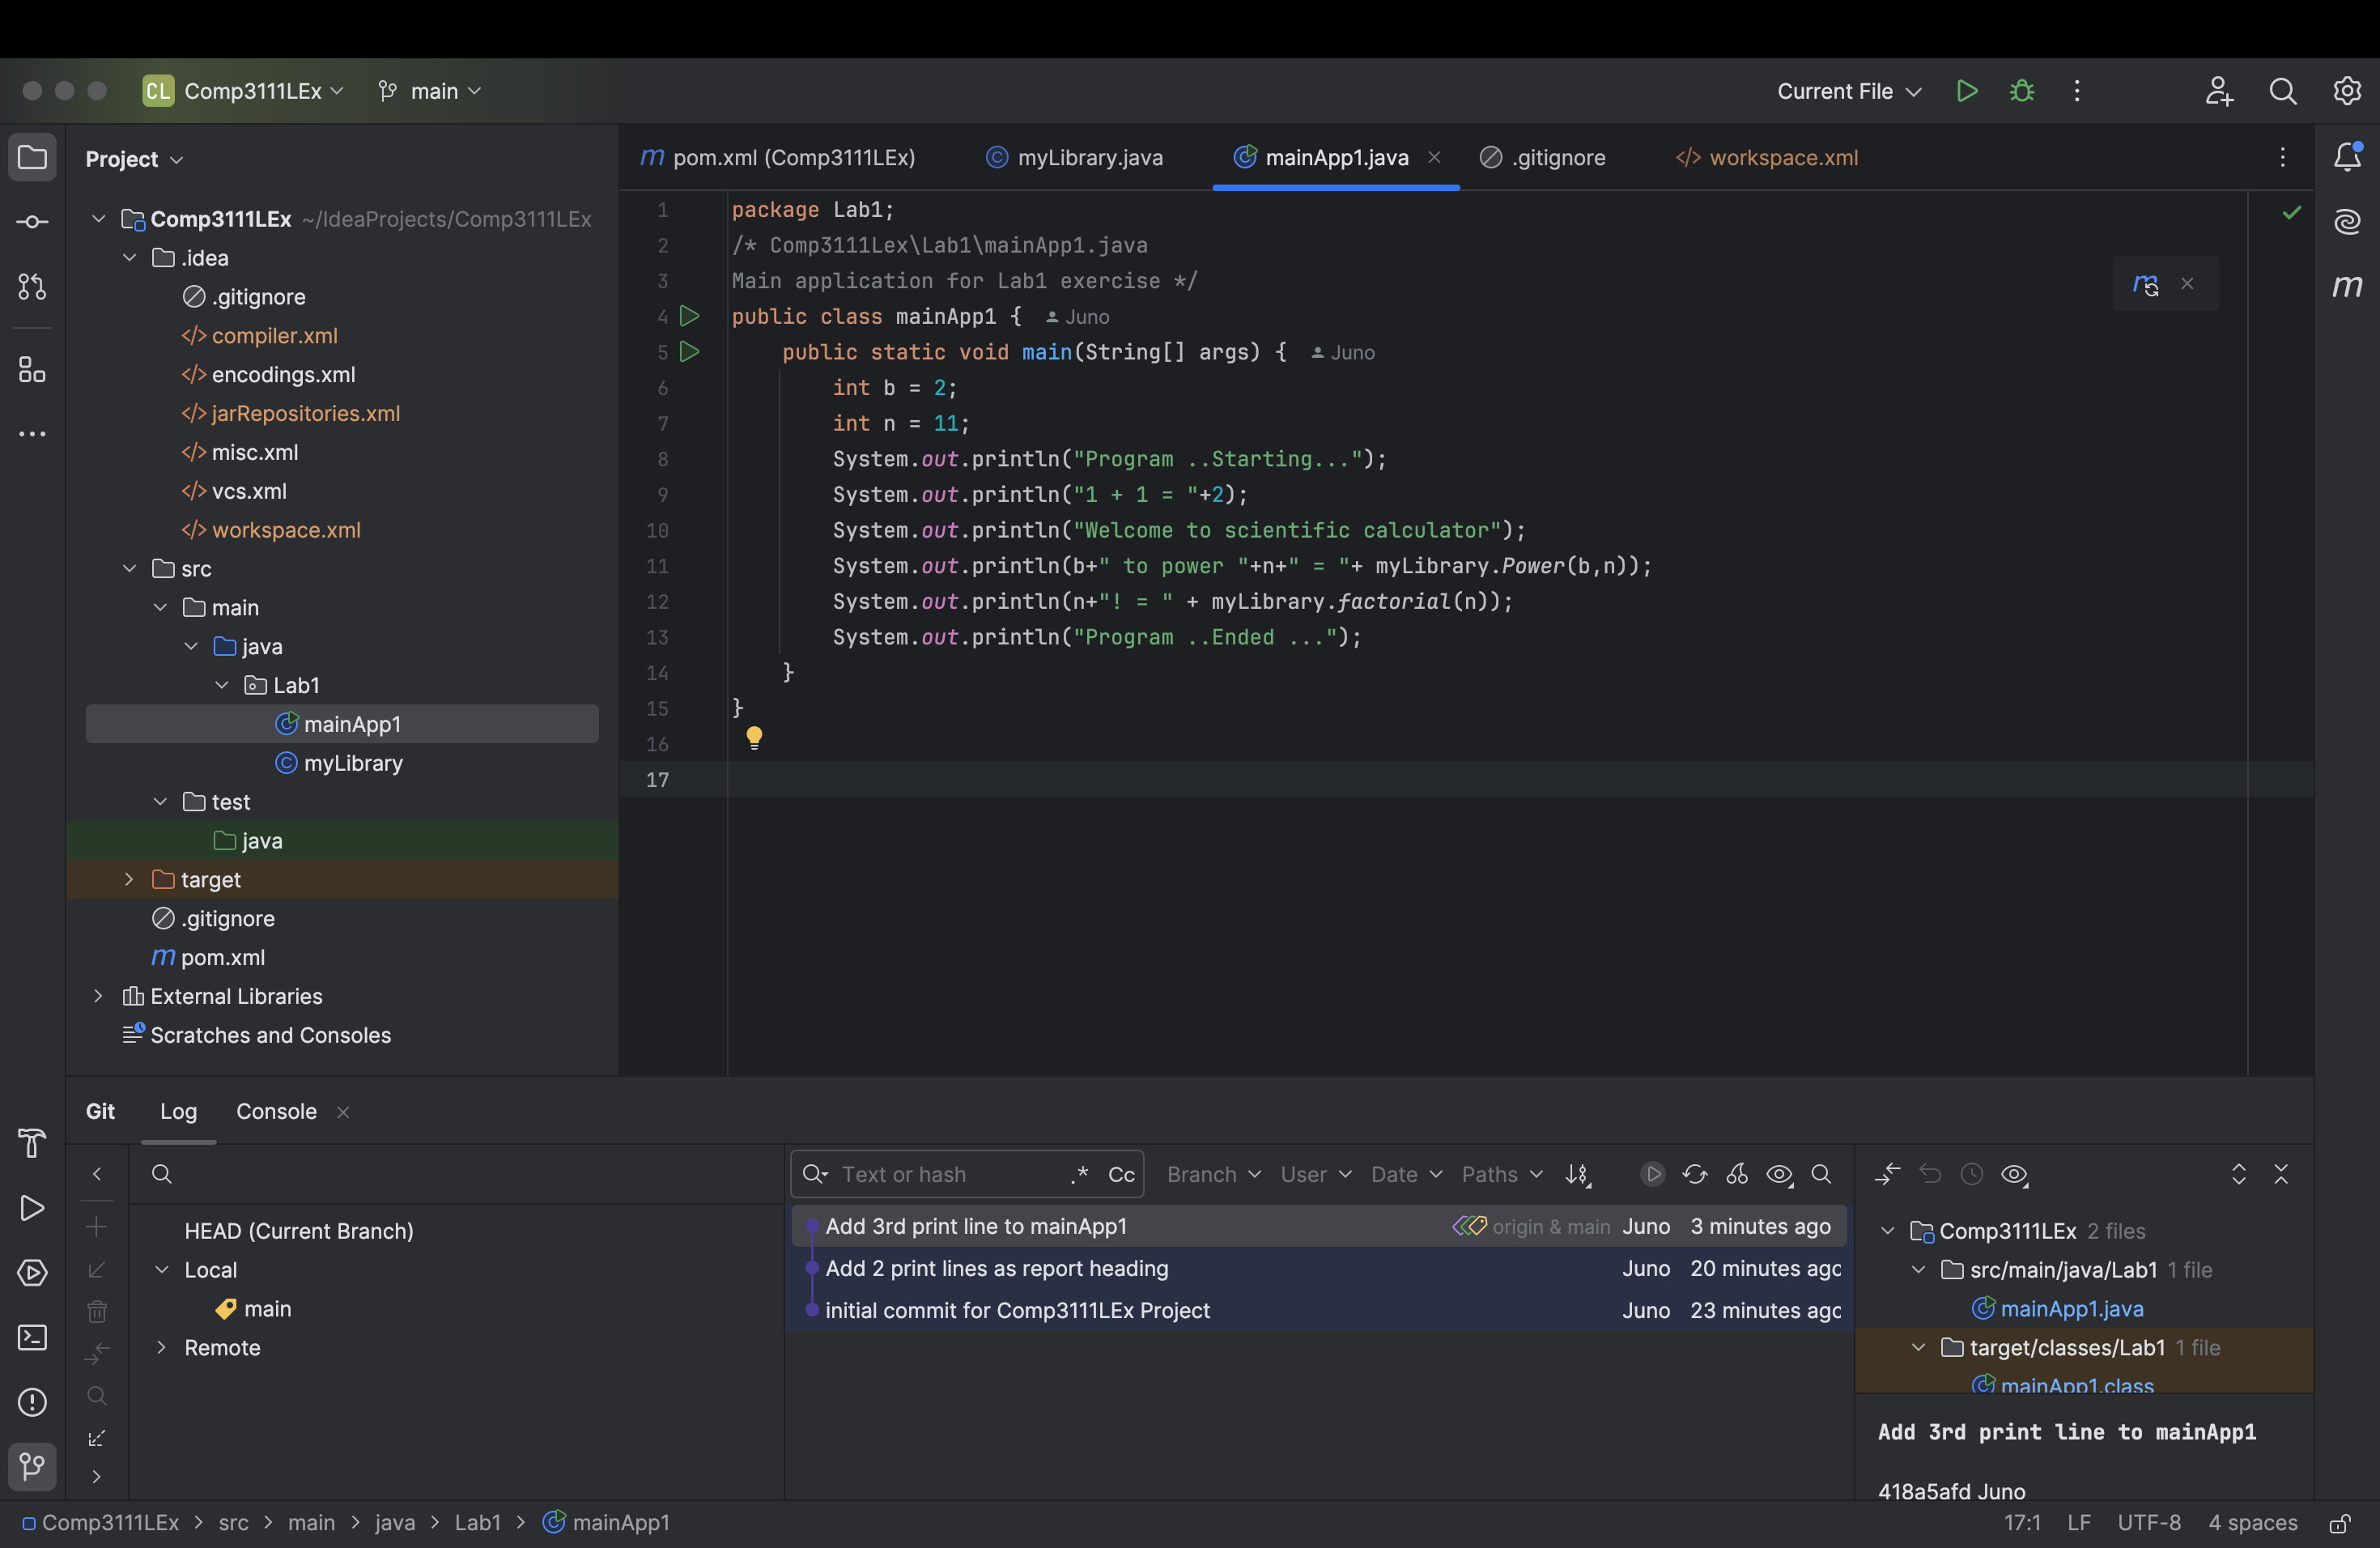 CL Comp3111LEx main Current File
Project
pom.xml (Comp3111LEx) myLibrary.java mainApp1.java .gitignore workspace.xml
Comp3111LEx ~/IdeaProjects/Comp3111LEx
.idea
.gitignore
compiler.xml
encodings.xml
jarRepositories.xml
misc.xml
vcs.xml
workspace.xml
src
main
java
Lab1
mainApp1
myLibrary
test
java
target
.gitignore
pom.xml
External Libraries
Scratches and Consoles
1 package Lab1;
2 /* Comp3111Lex\Lab1\mainApp1.java
3 Main application for Lab1 exercise */
4 public class mainApp1 { Juno
5 public static void main(String[] args) { Juno
6 int b = 2;
7 int n = 11;
8 System.out.println("Program ..Starting...");
9 System.out.println("1 + 1 = "+2);
10 System.out.println("Welcome to scientific calculator");
11 System.out.println(b+" to power "+n+" = "+ myLibrary.Power(b,n));
12 System.out.println(n+"! = " + myLibrary.factorial(n));
13 System.out.println("Program ..Ended ...");
14 }
15 }
16
17
Git Log Console
HEAD (Current Branch)
Local
main
Remote
Text or hash .* Cc Branch User Date Paths
Add 3rd print line to mainApp1 origin & main Juno 3 minutes ago
Add 2 print lines as report heading Juno 20 minutes ago
initial commit for Comp3111LEx Project Juno 23 minutes ago
Comp3111LEx 2 files
src/main/java/Lab1 1 file
mainApp1.java
target/classes/Lab1 1 file
mainApp1.class
Add 3rd print line to mainApp1
418a5afd Juno
Comp3111LEx > src > main > java > Lab1 > mainApp1 17:1 LF UTF-8 4 spaces